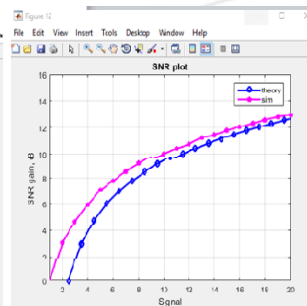 Figure 12
File Edit View Insert Tools Desktop Window Help
SNR plot
theory
sim
SNR gain, dB
16
14
12
10
8
6
4
2
0
2 4 6 8 10 12 14 16 18 20
Signal